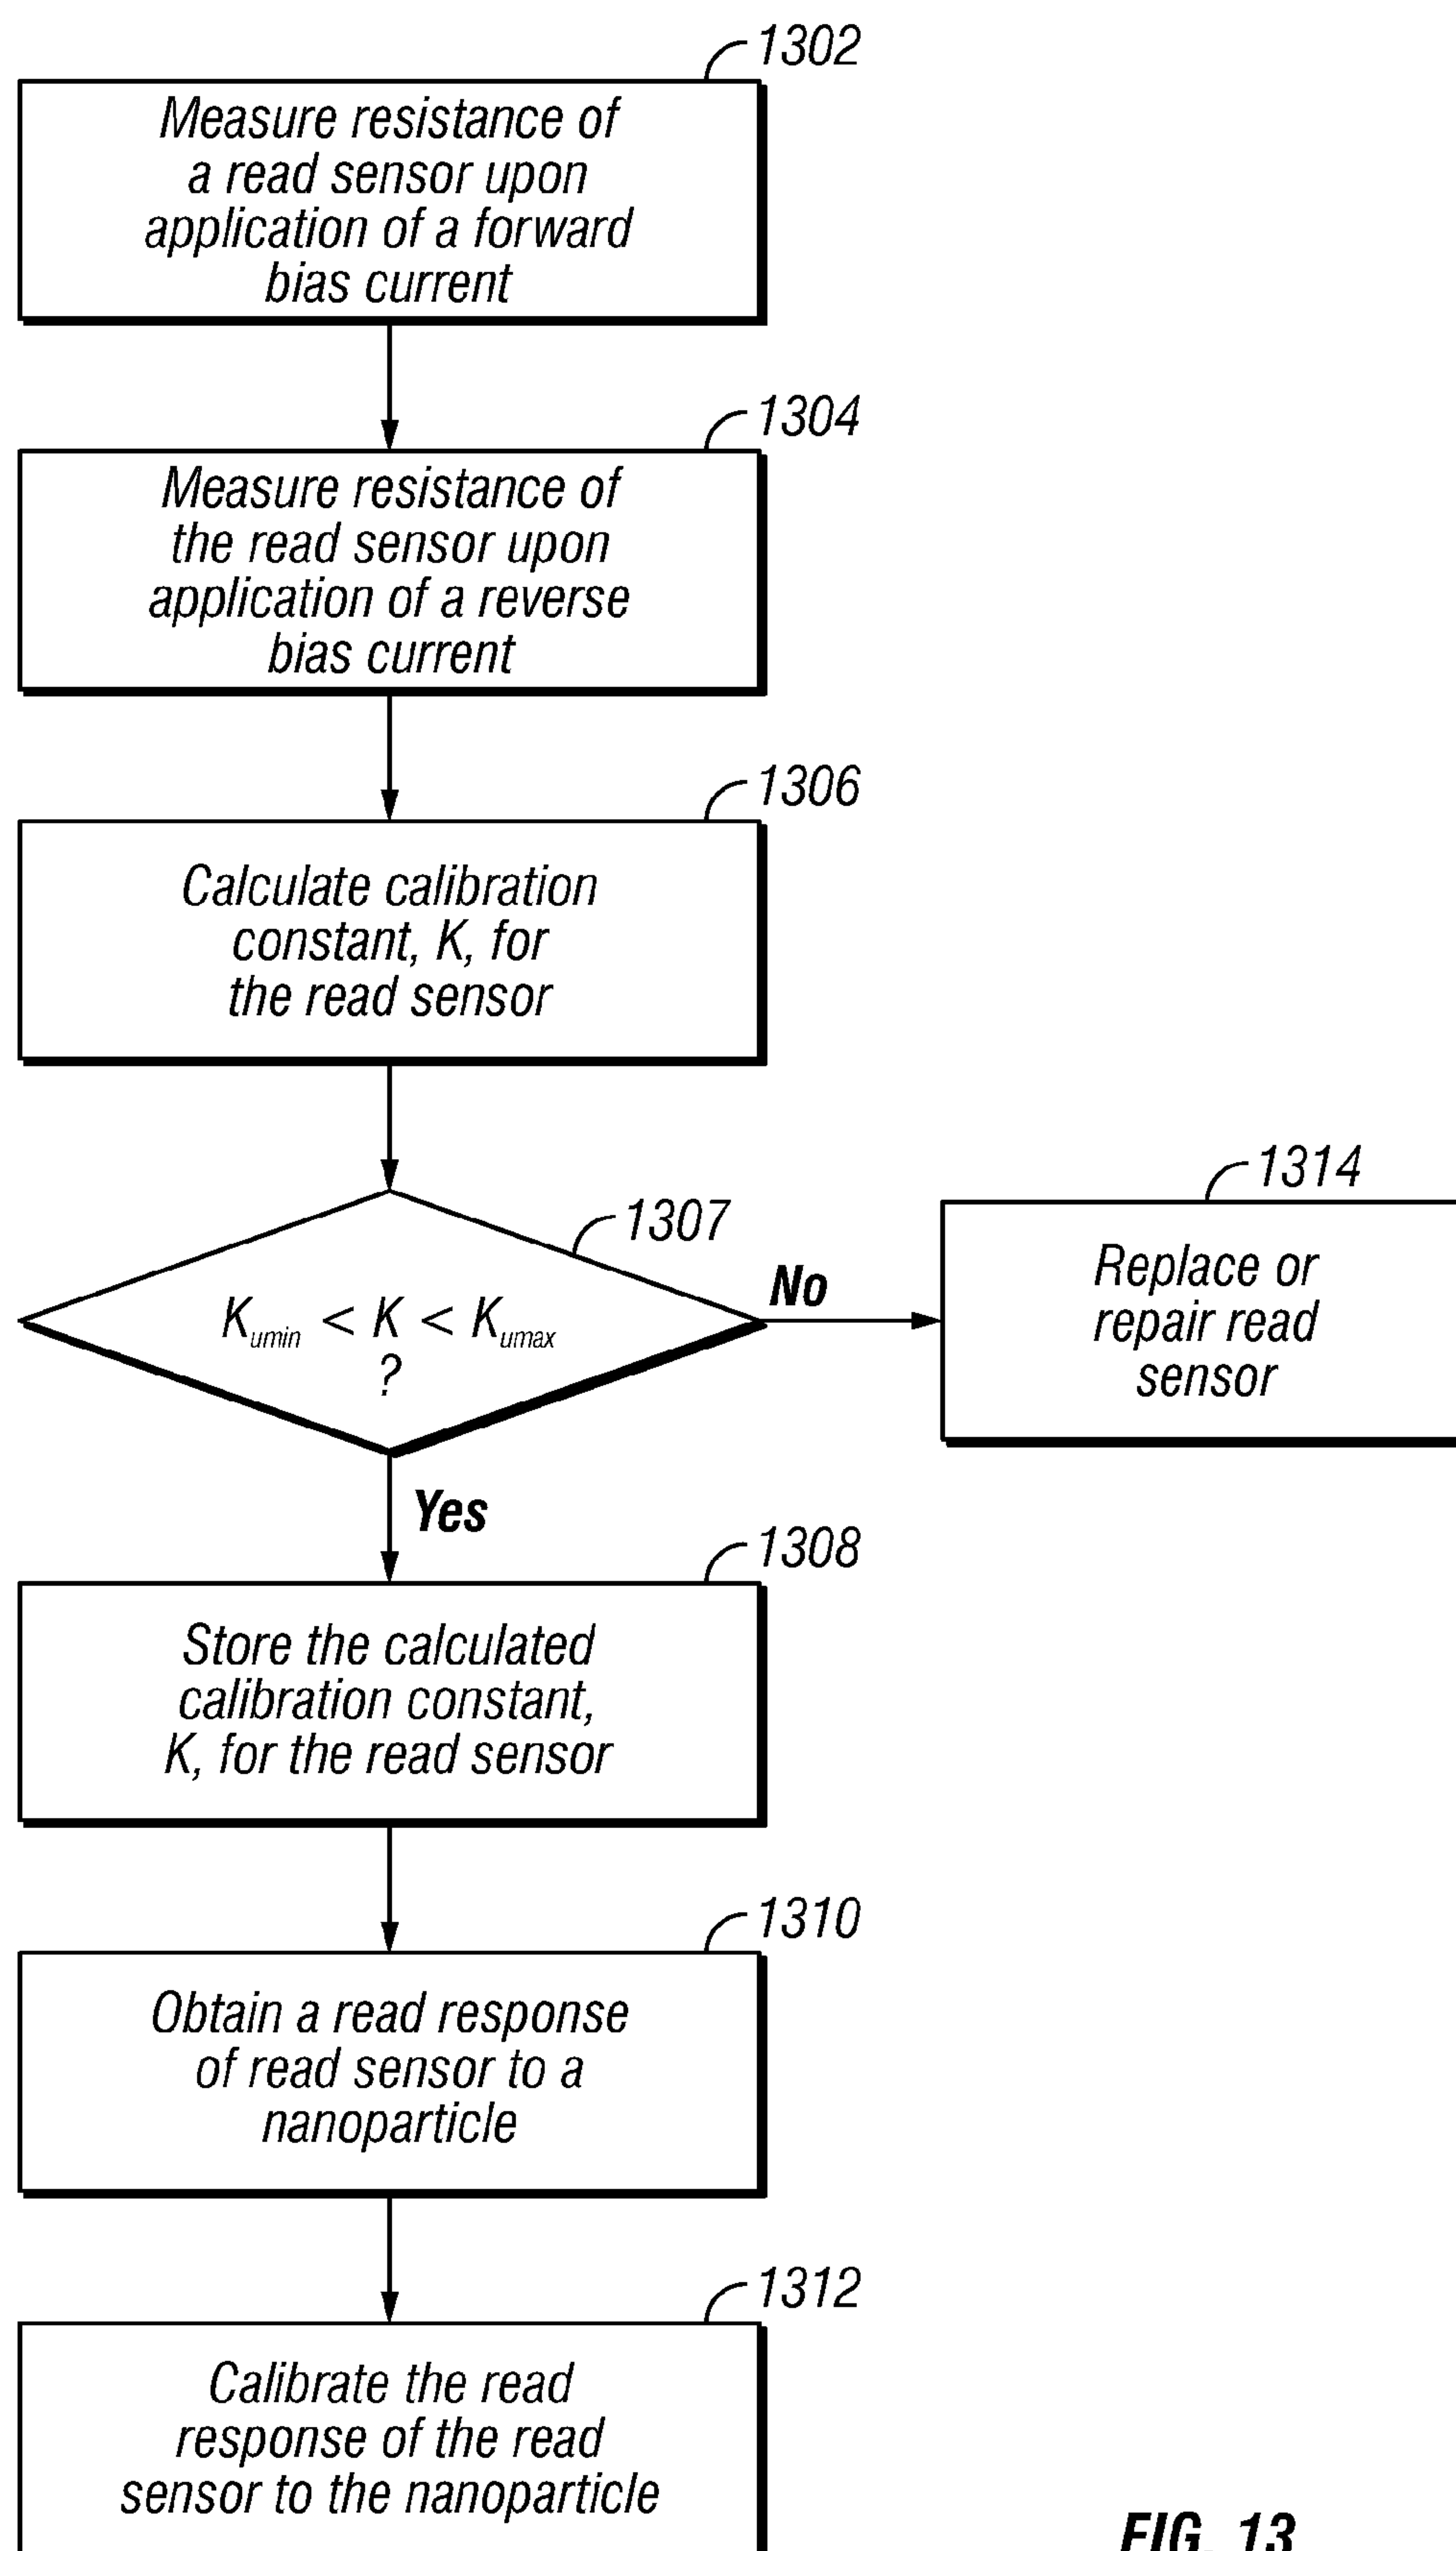 1302
Measure resistance of
a read sensor upon
application of a forward
bias current
1304
Measure resistance of
the read sensor upon
application of a reverse
bias current
1306
Calculate calibration
constant, K, for
the read sensor
1307
Kumin < K < Kumax
?
No
1314
Replace or
repair read
sensor
Yes
1308
Store the calculated
calibration constant,
K, for the read sensor
1310
Obtain a read response
of read sensor to a
nanoparticle
1312
Calibrate the read
response of the read
sensor to the nanoparticle
FIG. 13